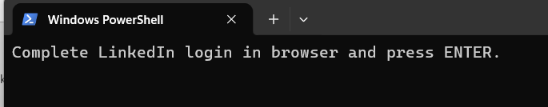 Windows PowerShell
Complete LinkedIn login in browser and press ENTER.